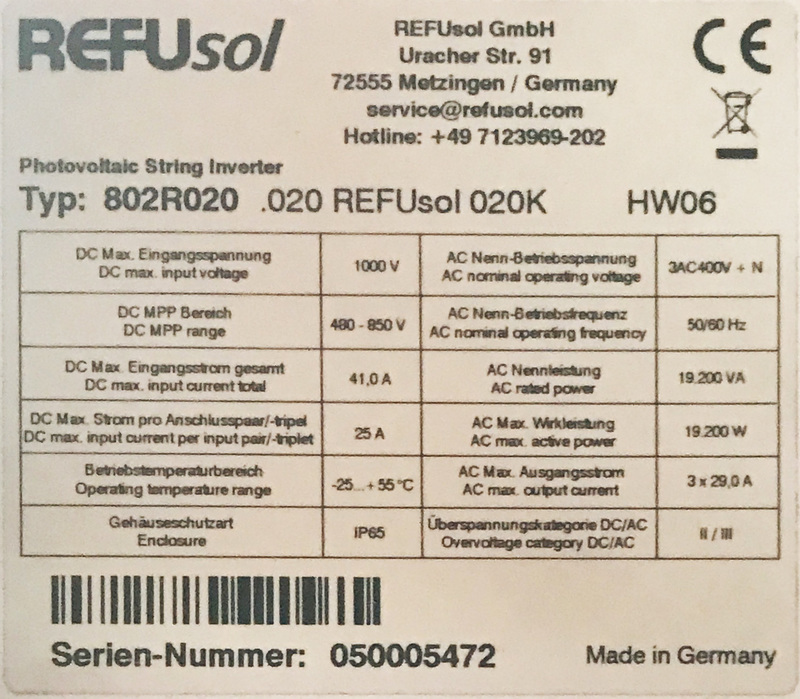 REFUsol
REFUsol GmbH
Uracher Str. 91
72555 Metzingen / Germany
service@refusol.com
Hotline: +49 7123969-202
CE
Photovoltaic String Inverter
Typ: 802R020 .020 REFUsol 020K HW06
DC Max. Eingangsspannung
DC max. input voltage
1000 V
AC Nenn-Betriebsspannung
AC nominal operating voltage
3AC400V + N
DC MPP Bereich
DC MPP range
480 - 850 V
AC Nenn-Betriebsfrequenz
AC nominal operating frequency
50/60 Hz
DC Max. Eingangsstrom gesamt
DC max. input current total
41,0 A
AC Nennleistung
AC rated power
19.200 VA
DC Max. Strom pro Anschlusspaar/-tripel
DC max. input current per input pair/-triplet
25 A
AC Max. Wirkleistung
AC max. active power
19.200 W
Betriebstemperaturbereich
Operating temperature range
-25...+55°C
AC Max. Ausgangsstrom
AC max. output current
3 x 29,0 A
Gehäuseschutzart
Enclosure
IP65
Überspannungskategorie DC/AC
Overvoltage category DC/AC
II / III
Serien-Nummer: 050005472
Made in Germany